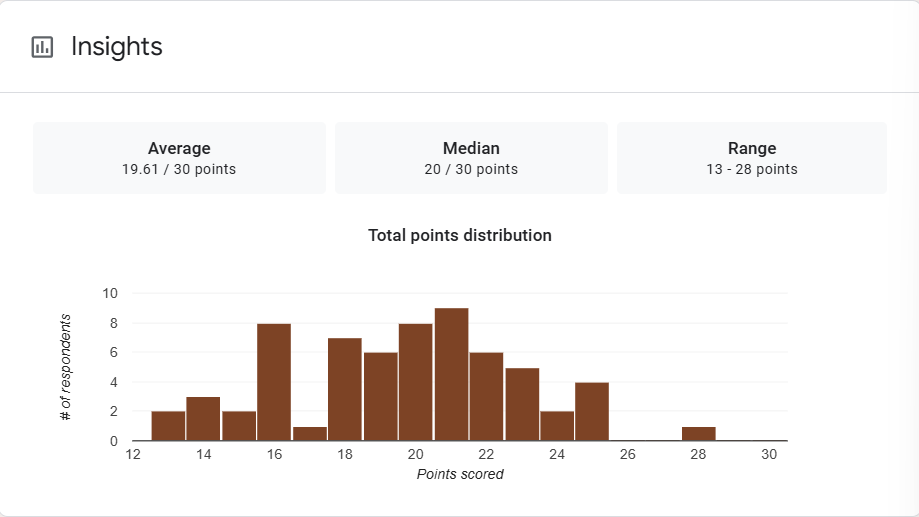 Insights
Average
19.61 / 30 points
Median
20 / 30 points
Range
13 - 28 points
Total points distribution
# of respondents
10
8
6
4
2
0
12 14 16 18 20 22 24 26 28 30
Points scored